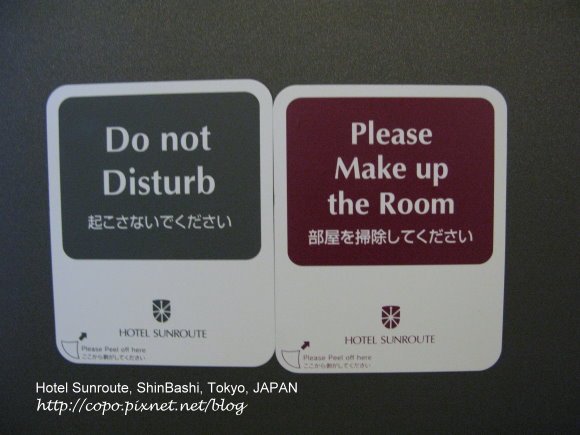 Do not
Disturb
起こさないでください
HOTEL SUNROUTE
Please Peel off here
ここから剥がしてください
Please
Make up
the Room
部屋を掃除してください
HOTEL SUNROUTE
Please Peel off here
ここから剥がしてください
Hotel Sunroute, ShinBashi, Tokyo, JAPAN
http://copo.pixnet.net/blog